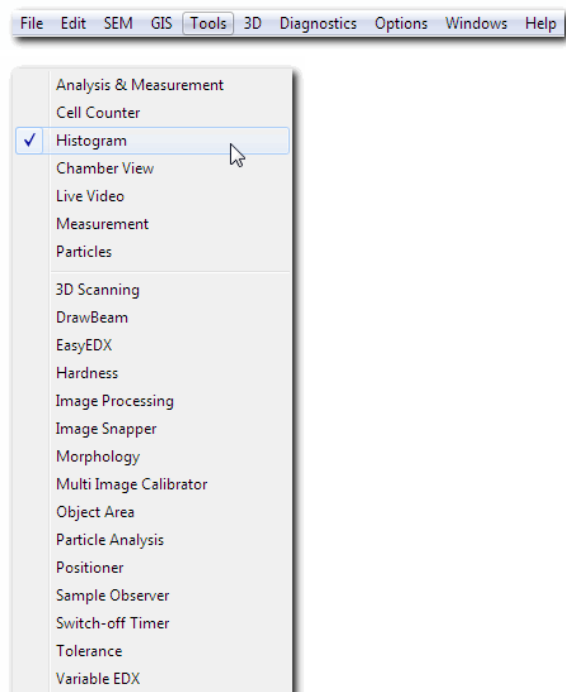 File Edit SEM GIS Tools 3D Diagnostics Options Windows Help
Analysis & Measurement
Cell Counter
Histogram
Chamber View
Live Video
Measurement
Particles
3D Scanning
DrawBeam
EasyEDX
Hardness
Image Processing
Image Snapper
Morphology
Multi Image Calibrator
Object Area
Particle Analysis
Positioner
Sample Observer
Switch-off Timer
Tolerance
Variable EDX